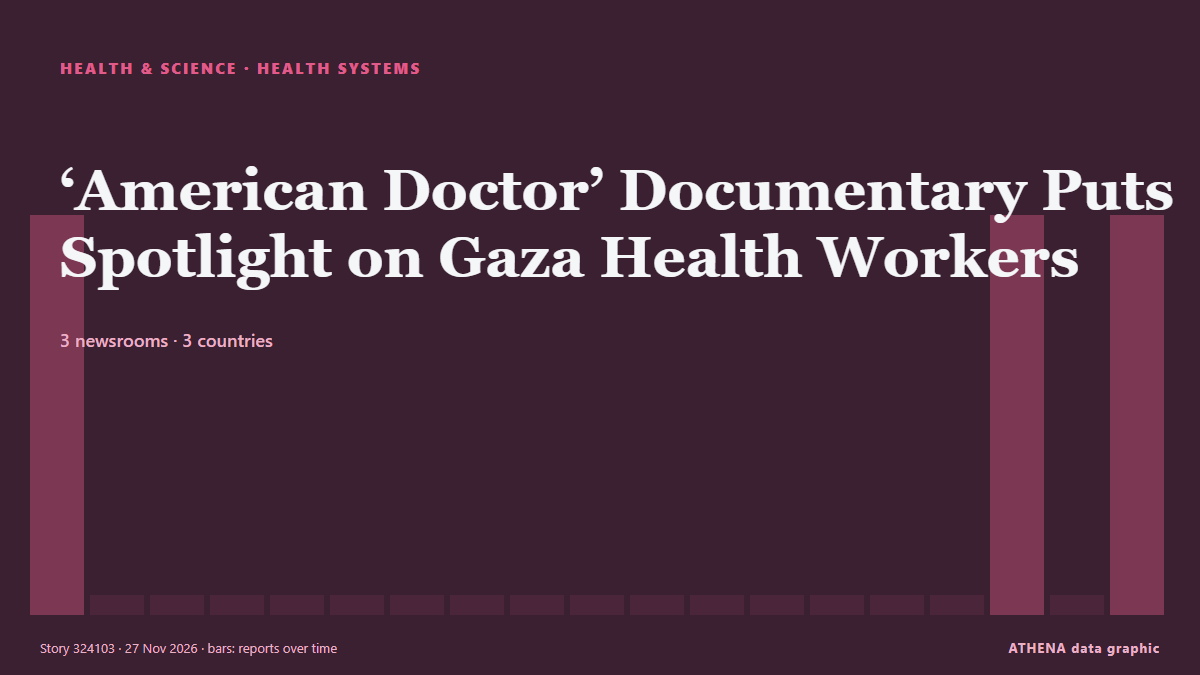 HEALTH & SCIENCE · HEALTH SYSTEMS
‘American Doctor’ Documentary Puts
Spotlight on Gaza Health Workers
3 newsrooms · 3 countries
Story 324103 · 27 Nov 2026 · bars: reports over time
ATHENA data graphic